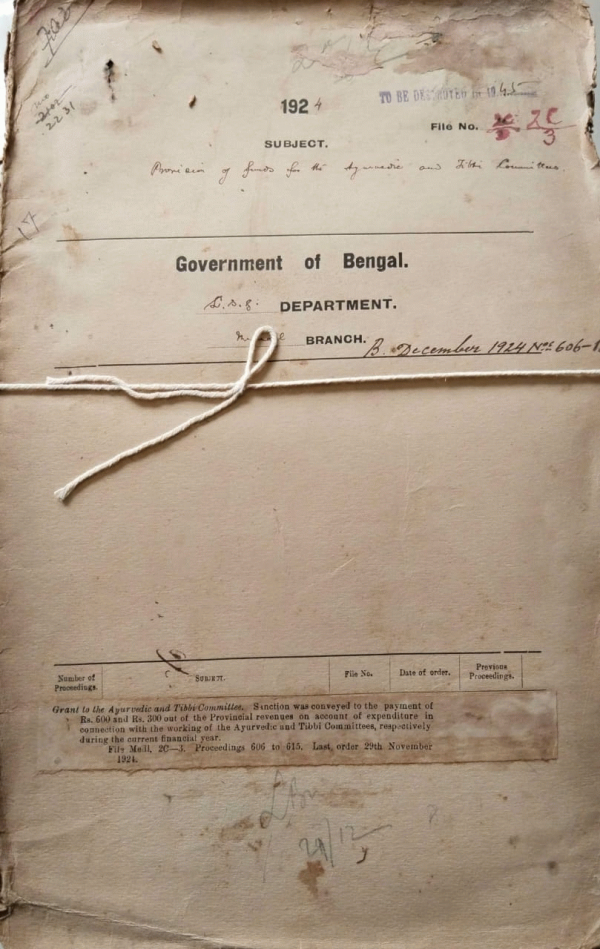 1924
TO BE DESTROYED in 1945
File No. 2C/3
SUBJECT.
Provision of funds for the Ayurvedic and Tibbi Committees.
17
Government of Bengal.
L.S.G. DEPARTMENT.
BRANCH.
B. December 1924 Nos 606-
Number of Proceedings. SUBJECT. File No. Date of order. Previous Proceedings.
Grant to the Ayurvedic and Tibbi Committee. Sanction was conveyed to the payment of
Rs. 600 and Rs. 300 out of the Provincial revenues on account of expenditure in
connection with the working of the Ayurvedic and Tibbi Committees, respectively
during the current financial year.
File Medl. 2C—3. Proceedings 606 to 615. Last order 29th November
1924.
29/12